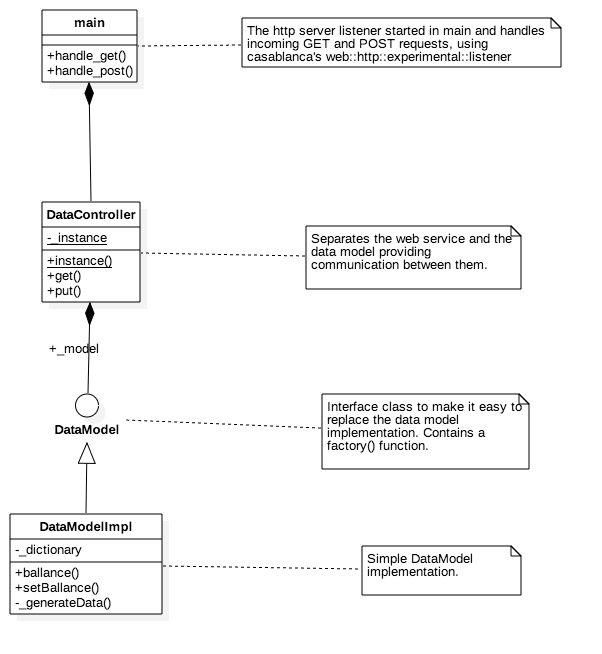 main
+handle_get()
+handle_post()
The http server listener started in main and handles
incoming GET and POST requests, using
casablanca's web::http::experimental::listener
DataController
-_instance
+instance()
+get()
+put()
Separates the web service and the
data model providing
communication between them.
+_model
DataModel
Interface class to make it easy to
replace the data model
implementation. Contains a
factory() function.
DataModelImpl
-_dictionary
+ballance()
+setBallance()
-_generateData()
Simple DataModel
implementation.